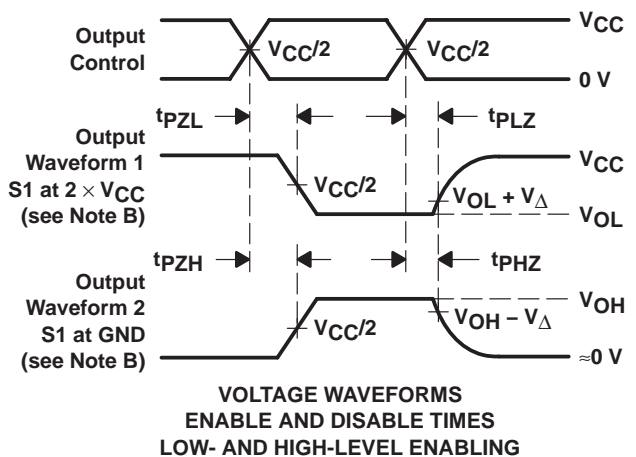 Output
Control
VCC/2
VCC/2
VCC
0 V
tPZL
tPLZ
Output
Waveform 1
S1 at 2 × VCC
(see Note B)
VCC/2
VCC
VOL + VΔ
VOL
tPZH
tPHZ
Output
Waveform 2
S1 at GND
(see Note B)
VCC/2
VOH
VOH − VΔ
≈0 V
VOLTAGE WAVEFORMS
ENABLE AND DISABLE TIMES
LOW- AND HIGH-LEVEL ENABLING